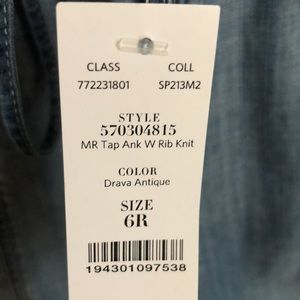 CLASS COLL
772231801 SP213M2
STYLE
570304815
MR Tap Ank W Rib Knit
COLOR
Drava Antique
SIZE
6R
194301097538